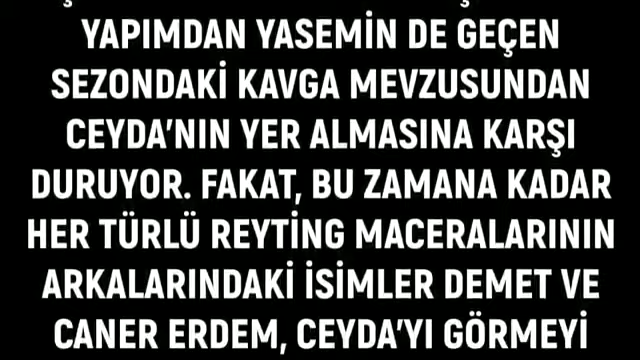 YAPIMDAN YASEMİN DE GEÇEN
SEZONDAKİ KAVGA MEVZUSUNDAN
CEYDA’NIN YER ALMASINA KARŞI
DURUYOR. FAKAT, BU ZAMANA KADAR
HER TÜRLÜ REYTİNG MACERALARININ
ARKALARINDAKİ İSİMLER DEMET VE
CANER ERDEM, CEYDA’YI GÖRMEYİ